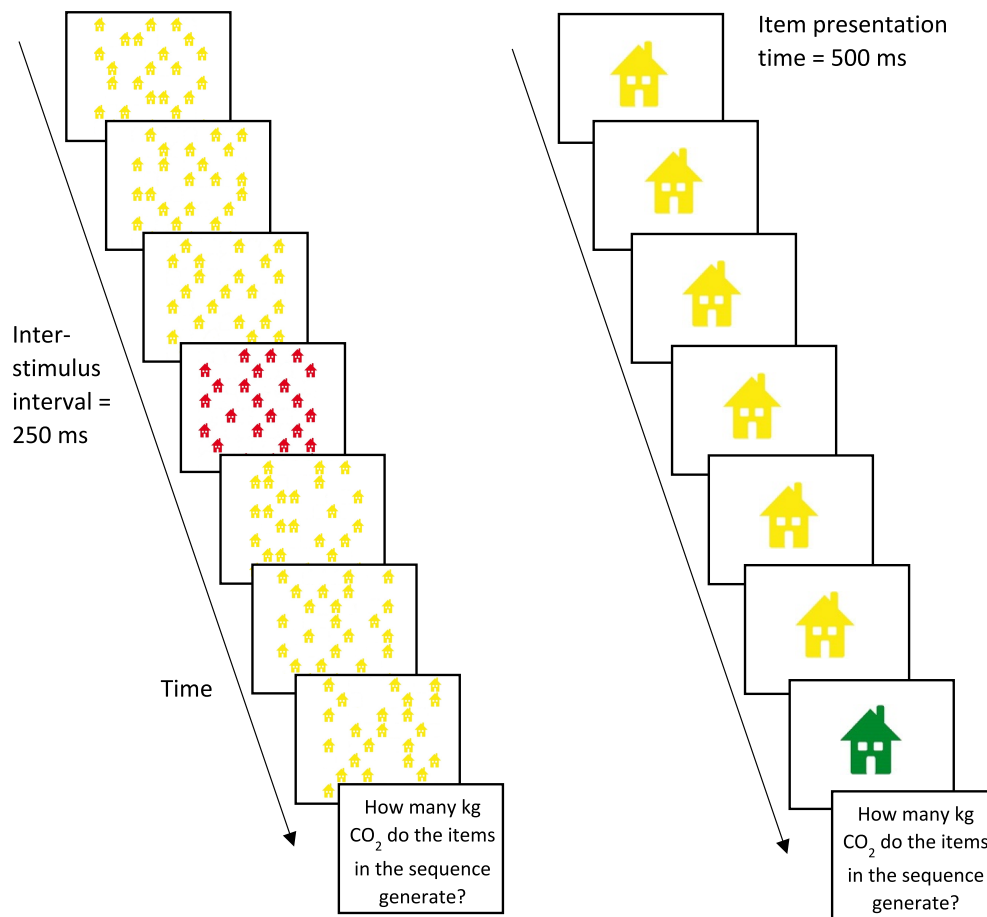 Item presentation
time = 500 ms
Inter-
stimulus
interval =
250 ms
Time
How many kg
CO₂ do the items
in the sequence
generate?
How many kg
CO₂ do the items
in the sequence
generate?